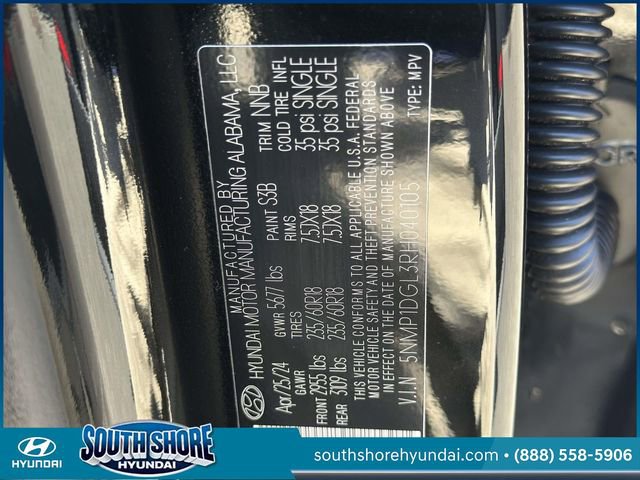 MANUFACTURED BY
HYUNDAI MOTOR MANUFACTURING ALABAMA, LLC
Apr/25/24 GVWR 5677 lbs PAINT S3B TRIM NNB
GAWR TIRES RIMS COLD TIRE INFL
FRONT 2955 lbs 235/60R18 7.5JX18 35 psi SINGLE
REAR 3109 lbs 235/60R18 7.5JX18 35 psi SINGLE
THIS VEHICLE CONFORMS TO ALL APPLICABLE U.S.A. FEDERAL
MOTOR VEHICLE SAFETY AND THEFT PREVENTION STANDARDS
IN EFFECT ON THE DATE OF MANUFACTURE SHOWN ABOVE
V.I.N 5NMP1DGL3RH040105 TYPE: MPV
HYUNDAI
SOUTH SHORE
HYUNDAI
southshorehyundai.com • (888) 558-5906